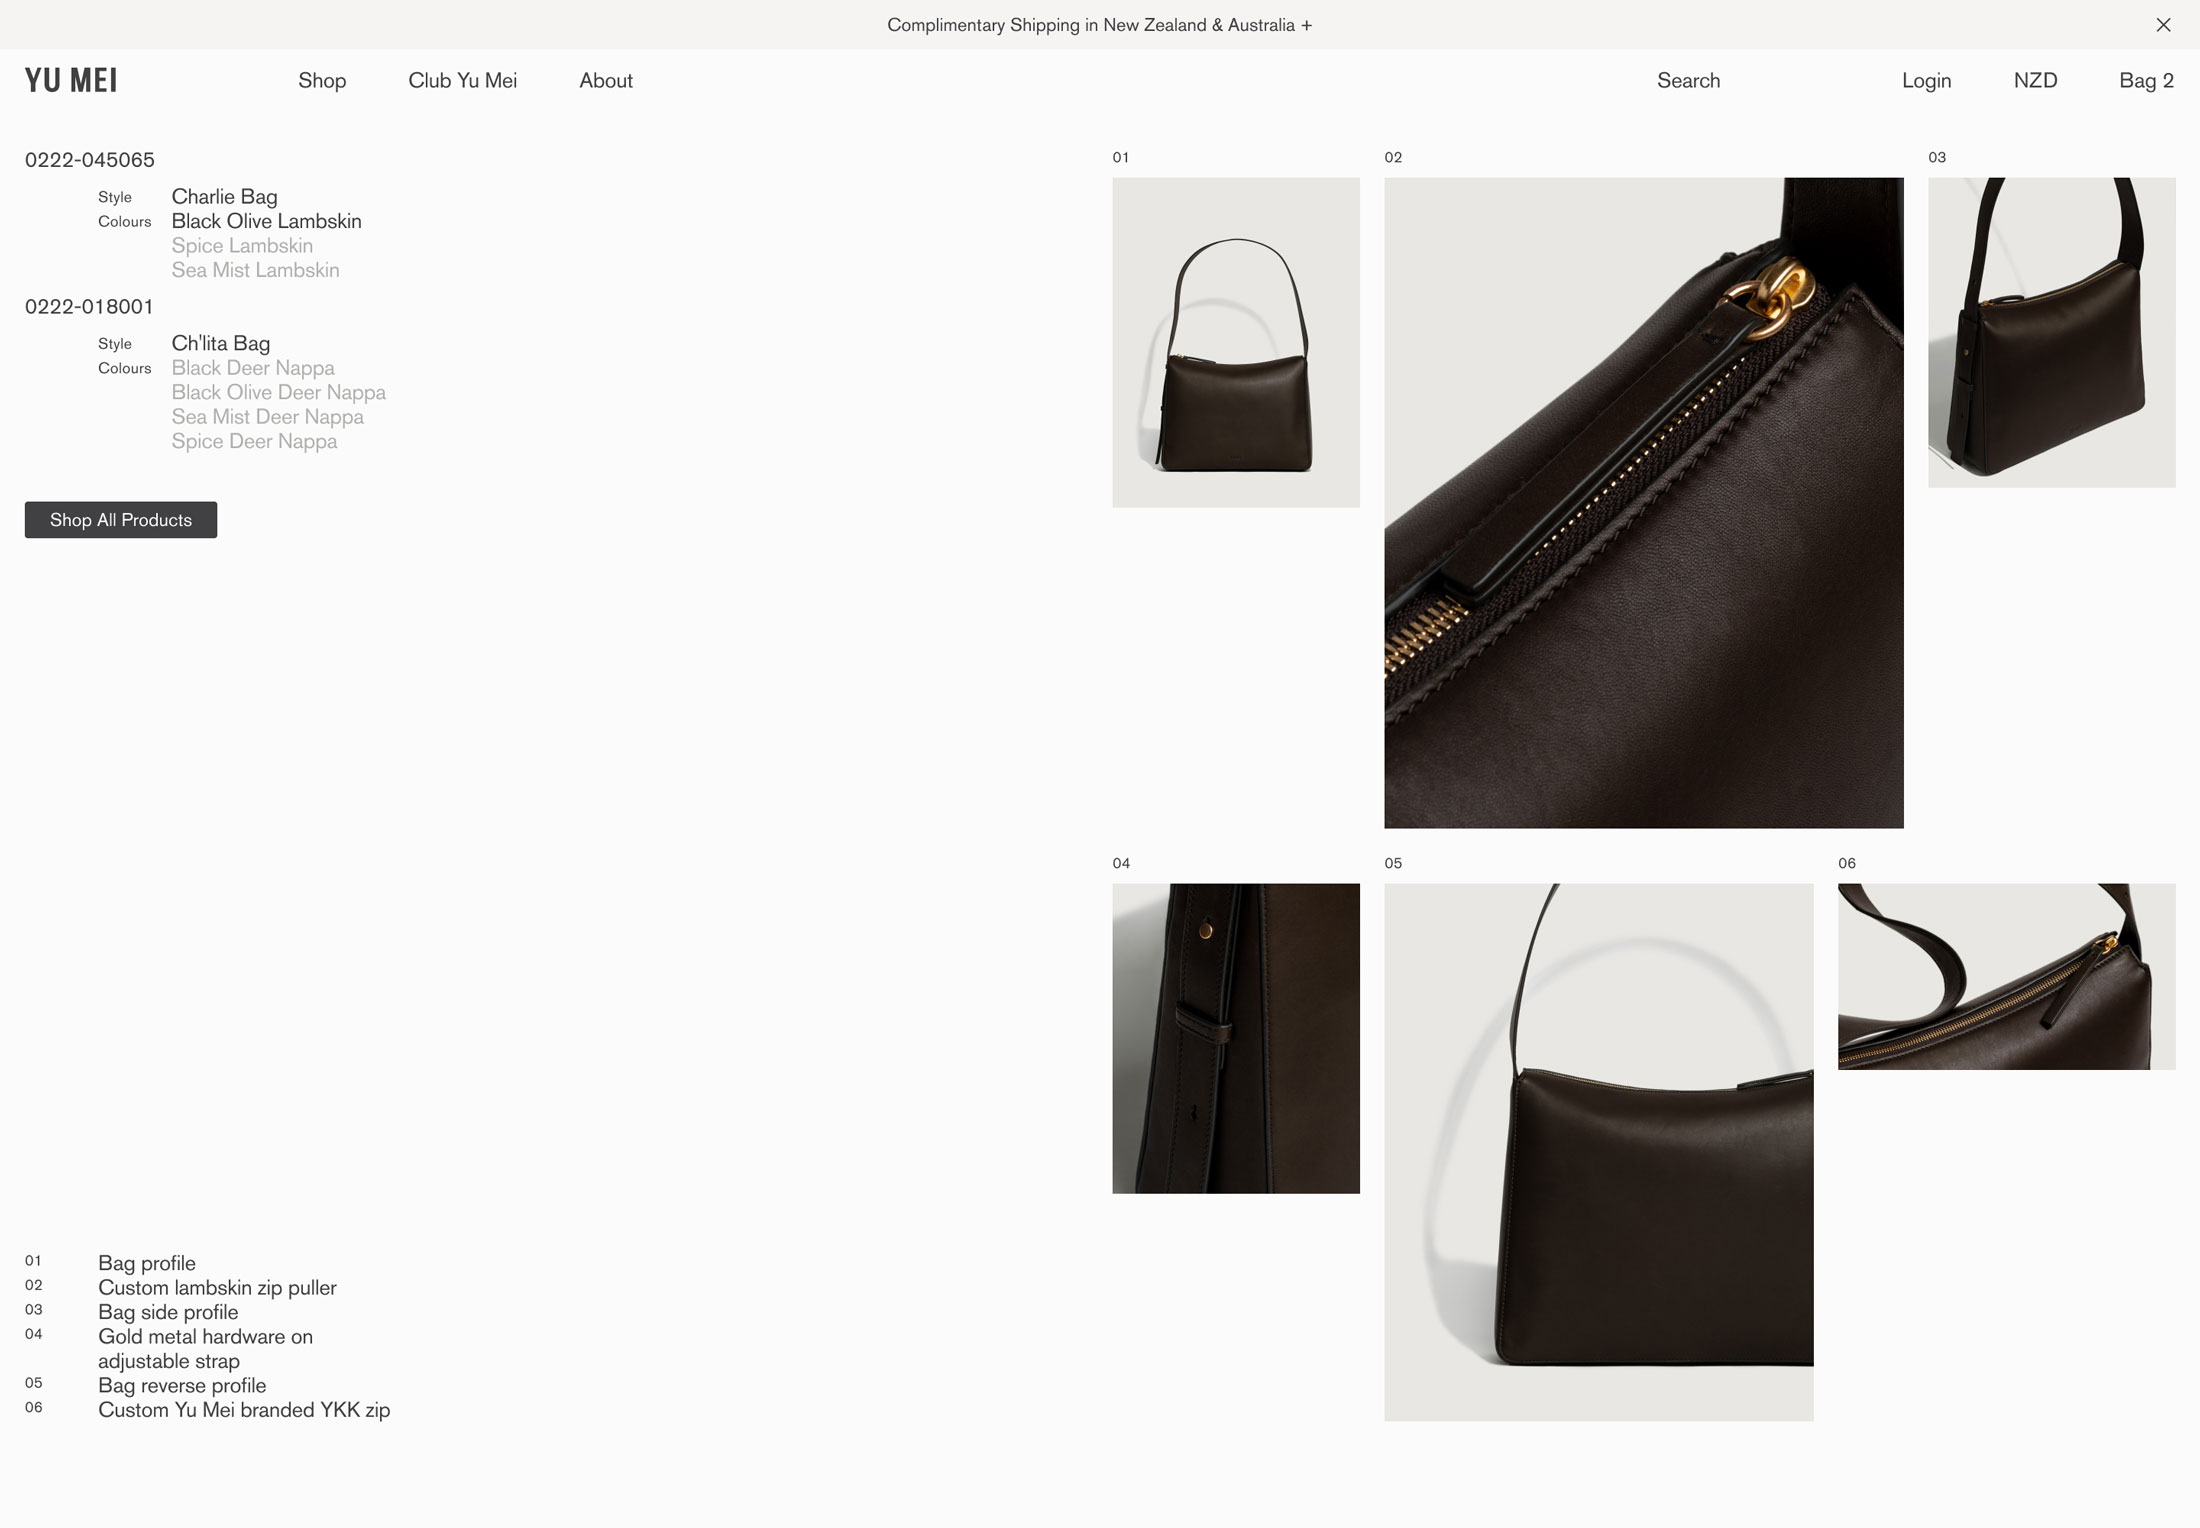 Complimentary Shipping in New Zealand & Australia +
YU MEI
Shop
Club Yu Mei
About
Search
Login
NZD
Bag 2
0222-045065
Style Charlie Bag
Colours Black Olive Lambskin
Spice Lambskin
Sea Mist Lambskin
0222-018001
Style Ch'lita Bag
Colours Black Deer Nappa
Black Olive Deer Nappa
Sea Mist Deer Nappa
Spice Deer Nappa
Shop All Products
01
02
03
04
05
06
01 Bag profile
02 Custom lambskin zip puller
03 Bag side profile
04 Gold metal hardware on
adjustable strap
05 Bag reverse profile
06 Custom Yu Mei branded YKK zip